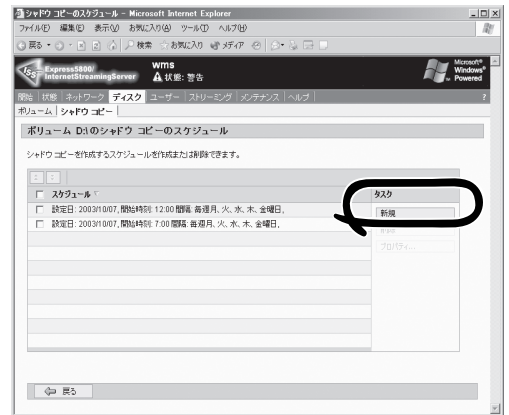 シャドウ コピーのスケジュール - Microsoft Internet Explorer
ファイル(F) 編集(E) 表示(V) お気に入り(A) ツール(T) ヘルプ(H)
戻る 検索 お気に入り メディア
ISS Express5800/ InternetStreamingServer
wms
状態: 警告
Microsoft® Windows® Powered
開始 状態 ネットワーク ディスク ユーザー ストリーミング メンテナンス ヘルプ ?
ボリューム シャドウ コピー
ボリューム D:\のシャドウ コピーのスケジュール
シャドウ コピーを作成するスケジュールを作成または削除できます。
スケジュール タスク
設定日: 2003/10/07, 開始時刻: 12:00 間隔: 毎週月、火、水、木、金曜日,
新規
設定日: 2003/10/07, 開始時刻: 7:00 間隔: 毎週月、火、水、木、金曜日,
削除
プロパティ...
戻る